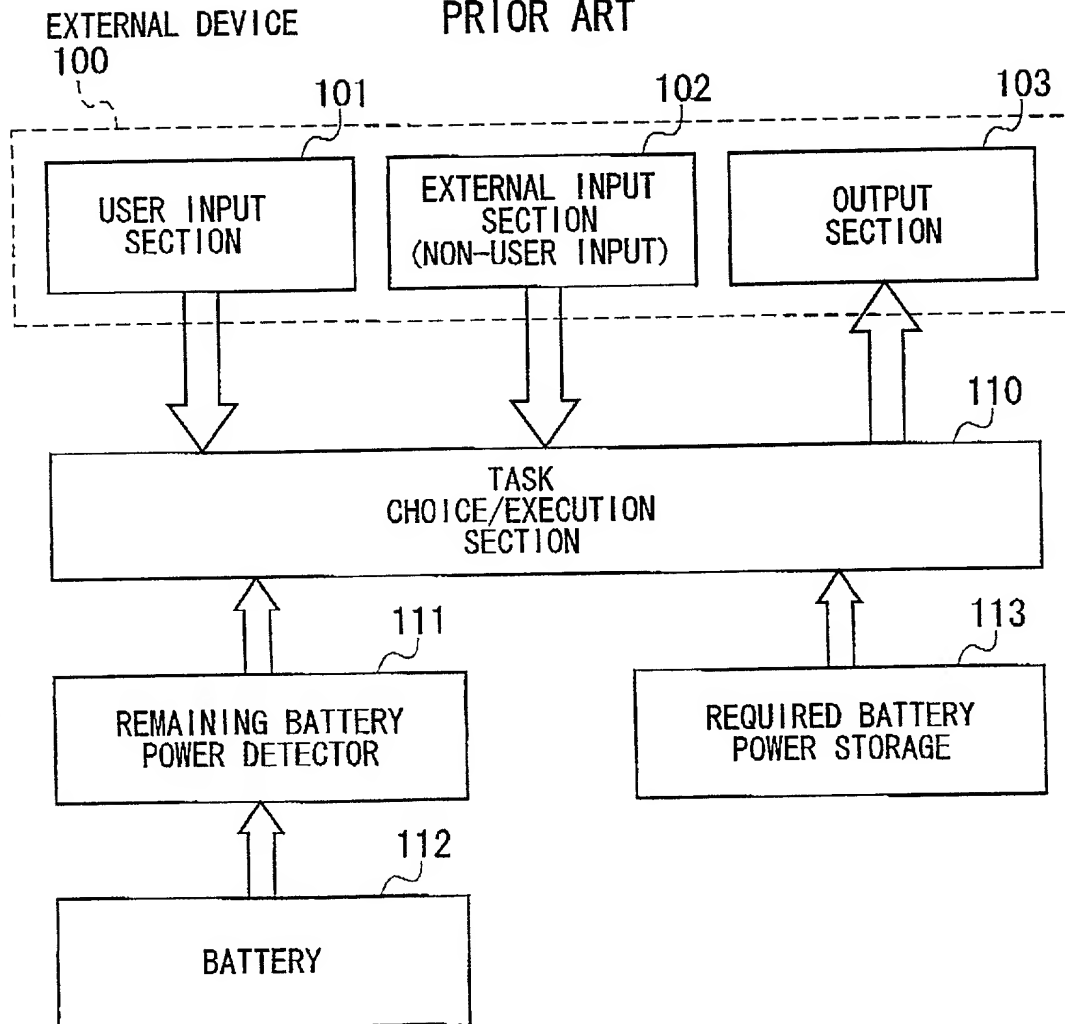 PRIOR ART
EXTERNAL DEVICE
100
101
102
103
USER INPUT
SECTION
EXTERNAL INPUT
SECTION
(NON-USER INPUT)
OUTPUT
SECTION
110
TASK
CHOICE/EXECUTION
SECTION
111
113
REMAINING BATTERY
POWER DETECTOR
REQUIRED BATTERY
POWER STORAGE
112
BATTERY